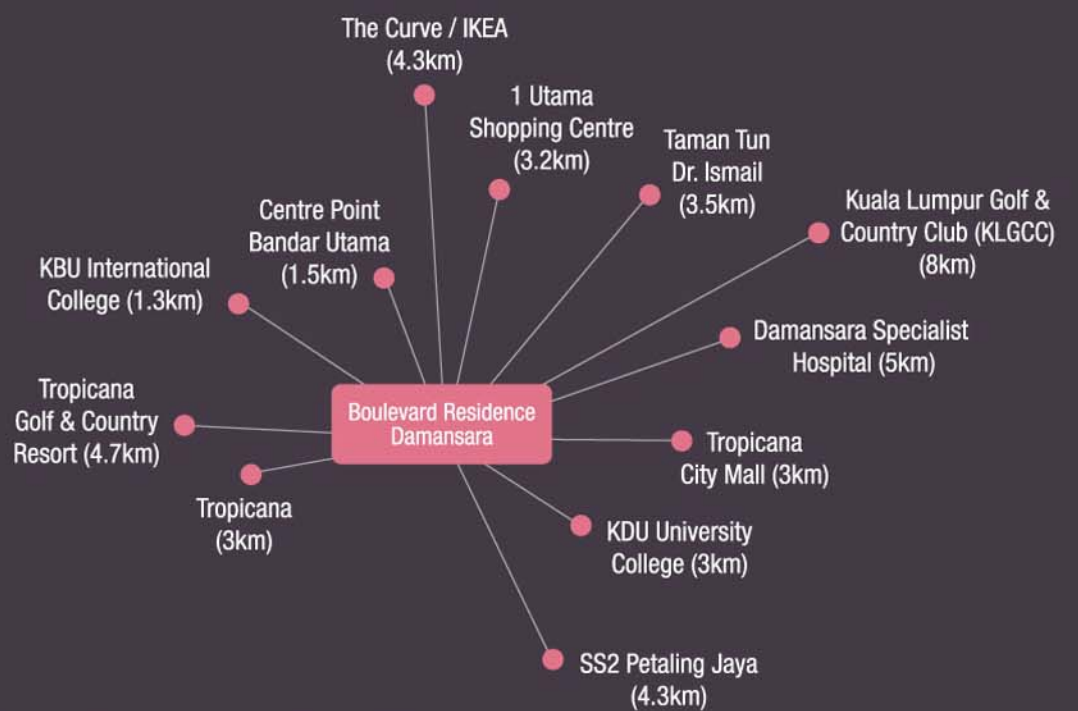 The Curve / IKEA
(4.3km)
1 Utama
Shopping Centre
(3.2km)
Taman Tun
Dr. Ismail
(3.5km)
Kuala Lumpur Golf &
Country Club (KLGCC)
(8km)
Centre Point
Bandar Utama
(1.5km)
KBU International
College (1.3km)
Damansara Specialist
Hospital (5km)
Tropicana
Golf & Country
Resort (4.7km)
Boulevard Residence
Damansara
Tropicana
City Mall (3km)
Tropicana
(3km)
KDU University
College (3km)
SS2 Petaling Jaya
(4.3km)